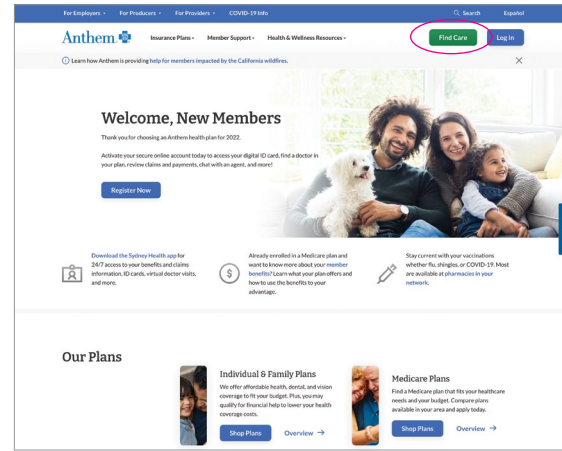 For Employers For Producers For Providers COVID-19 Info Search Español
Anthem Insurance Plans Member Support Health & Wellness Resources Find Care Log In
Learn how Anthem is providing help for members impacted by the California wildfires.
Welcome, New Members
Thank you for choosing an Anthem health plan for 2022.
Activate your secure online account today to access your digital ID card, find a doctor in
your plan, review claims and payments, chat with an agent, and more!
Register Now
Download the Sydney Health app for
24/7 access to your benefits and claims
information, ID cards, virtual doctor visits,
and more.
Already enrolled in a Medicare plan and
want to know more about your member
benefits? Learn what your plan offers and
how to use the benefits to your
advantage.
Stay current with your vaccinations
whether flu, shingles, or COVID-19. Most
are available at pharmacies in your
network.
Our Plans
Individual & Family Plans
We offer affordable health, dental, and vision
coverage to fit your budget. Plus, you may
qualify for financial help to lower your health
coverage costs.
Shop Plans Overview →
Medicare Plans
Find a Medicare plan that fits your healthcare
needs and your budget. Compare plans
available in your area and apply today.
Shop Plans Overview →